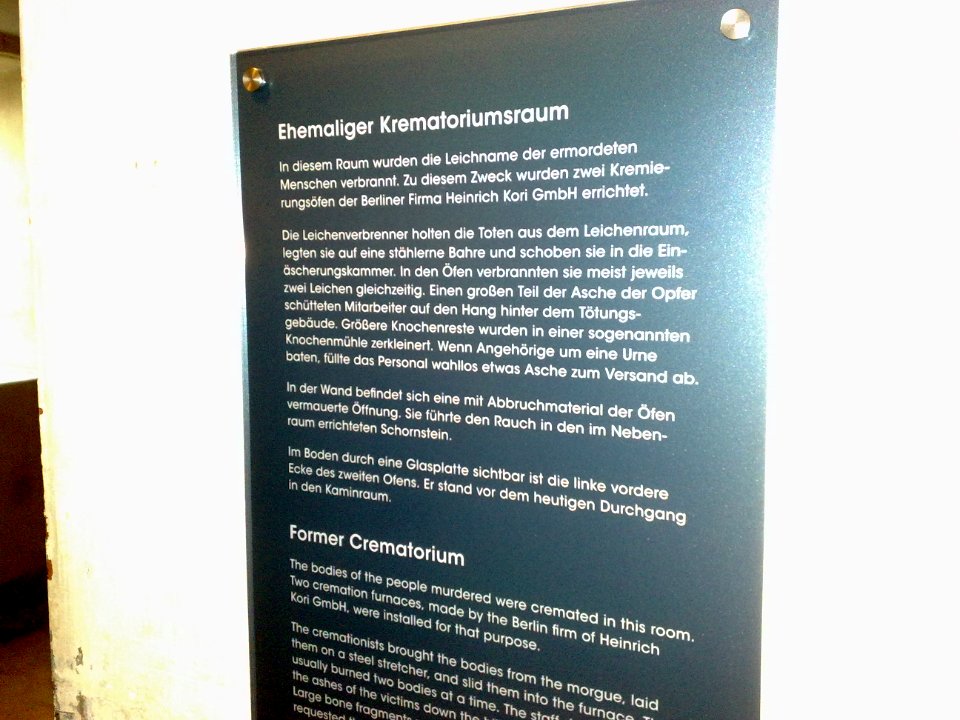 Ehemaliger Krematoriumsraum
In diesem Raum wurden die Leichname der ermordeten
Menschen verbrannt. Zu diesem Zweck wurden zwei Kremie-
rungsöfen der Berliner Firma Heinrich Kori GmbH errichtet.
Die Leichenverbrenner holten die Toten aus dem Leichenraum,
legten sie auf eine stählerne Bahre und schoben sie in die Ein-
äscherungskammer. In den Öfen verbrannten sie meist jeweils
zwei Leichen gleichzeitig. Einen großen Teil der Asche der Opfer
schütteten Mitarbeiter auf den Hang hinter dem Tötungs-
gebäude. Größere Knochenreste wurden in einer sogenannten
Knochenmühle zerkleinert. Wenn Angehörige um eine Urne
baten, füllte das Personal wahllos etwas Asche zum Versand ab.
In der Wand befindet sich eine mit Abbruchmaterial der Öfen
vermauerte Öffnung. Sie führte den Rauch in den im Neben-
raum errichteten Schornstein.
Im Boden durch eine Glasplatte sichtbar ist die linke vordere
Ecke des zweiten Ofens. Er stand vor dem heutigen Durchgang
in den Kaminraum.
Former Crematorium
The bodies of the people murdered were cremated in this room.
Two cremation furnaces, made by the Berlin firm of Heinrich
Kori GmbH, were installed for that purpose.
The cremationists brought the bodies from the morgue, laid
them on a steel stretcher, and slid them into the furnace.
usually burned two bodies at a time. The staff
the ashes of the victims down the
Large bone fragments
requested